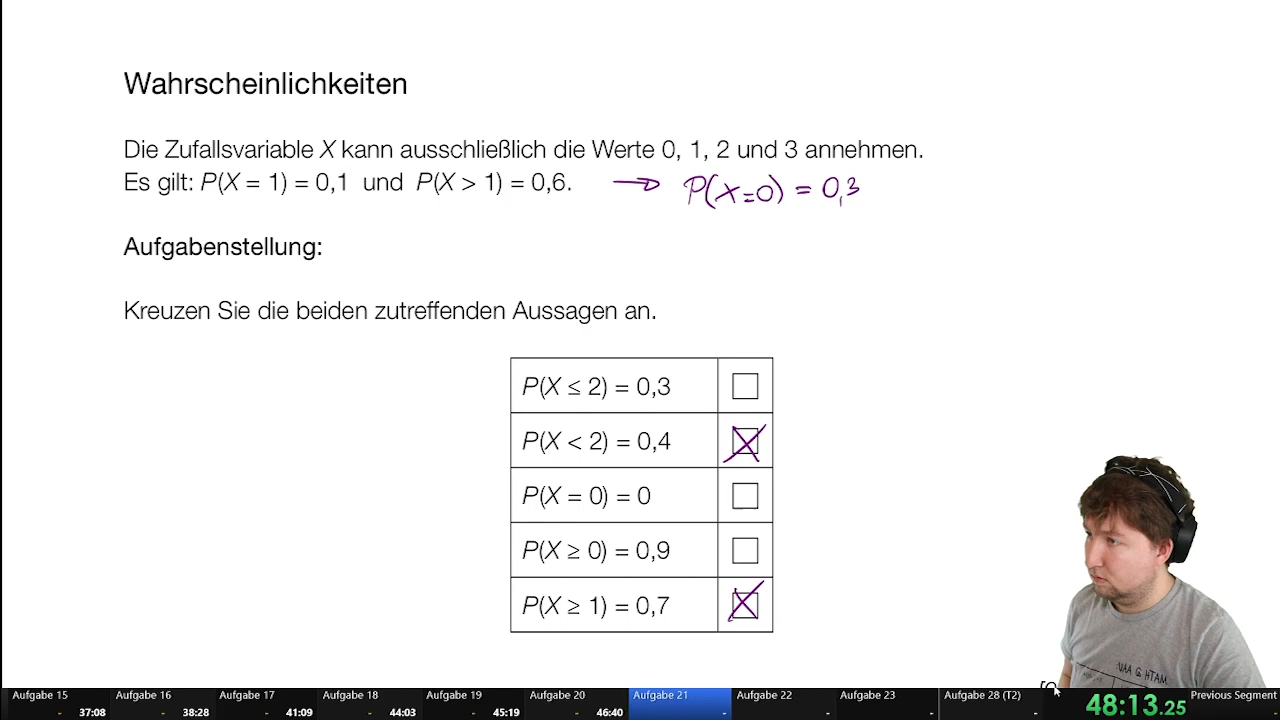 Wahrscheinlichkeiten
Die Zufallsvariable X kann ausschließlich die Werte 0, 1, 2 und 3 annehmen.
Es gilt: P(X = 1) = 0,1 und P(X > 1) = 0,6. → P(X=0) = 0,3
Aufgabenstellung:
Kreuzen Sie die beiden zutreffenden Aussagen an.
P(X ≤ 2) = 0,3
P(X < 2) = 0,4
P(X = 0) = 0
P(X ≥ 0) = 0,9
P(X ≥ 1) = 0,7
Aufgabe 15 Aufgabe 16 Aufgabe 17 Aufgabe 18 Aufgabe 19 Aufgabe 20 Aufgabe 21 Aufgabe 22 Aufgabe 23 Aufgabe 28 (T2) 48:13.25 Previous Segment
- 37:08 - 38:28 - 41:09 - 44:03 - 45:19 - 46:40 - - - - -